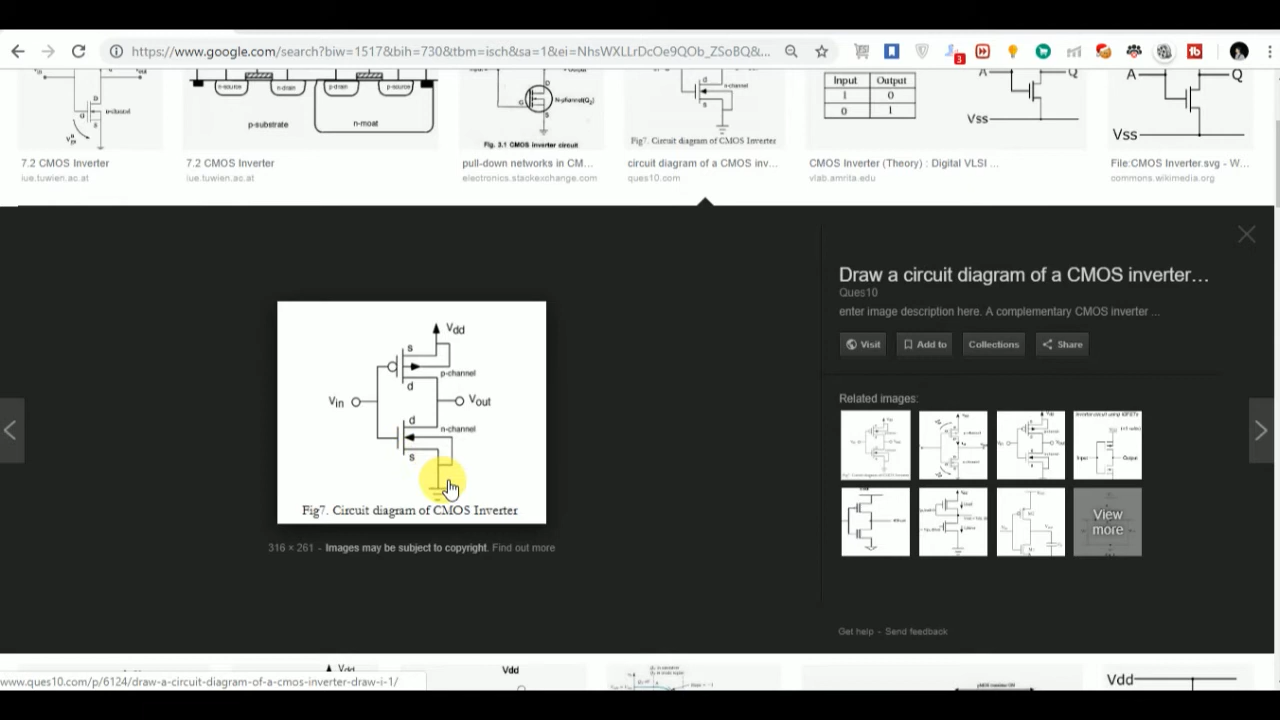 https://www.google.com/search?biw=1517&bih=730&tbm=isch&sa=1&ei=NhsWXLLrDcOe9QOb_ZSoBQ&...
3
n-channel
n-source
n-drain
p-drain
p-source
p-substrate
n-moat
Fig. 3.1 CMOS Inverter circuit
d
n-channel
s
Fig7. Circuit diagram of CMOS Inverter
Input Output
1 0
0 1
A Q
Vss
A Q
Vss
7.2 CMOS Inverter
iue.tuwien.ac.at
7.2 CMOS Inverter
iue.tuwien.ac.at
pull-down networks in CM...
electronics.stackexchange.com
circuit diagram of a CMOS inv...
ques10.com
CMOS Inverter (Theory) : Digital VLSI ...
vlab.amrita.edu
File:CMOS Inverter.svg - W...
commons.wikimedia.org
Vdd
s
p-channel
d
Vin
Vout
d
n-channel
s
Fig7. Circuit diagram of CMOS Inverter
316 × 261 - Images may be subject to copyright. Find out more
Draw a circuit diagram of a CMOS inverter...
Ques10
enter image description here. A complementary CMOS inverter ...
Visit
Add to
Collections
Share
Related images:
View
more
Get help - Send feedback
Vdd
Vdd
Vdd
www.ques10.com/p/6124/draw-a-circuit-diagram-of-a-cmos-inverter-draw-i-1/